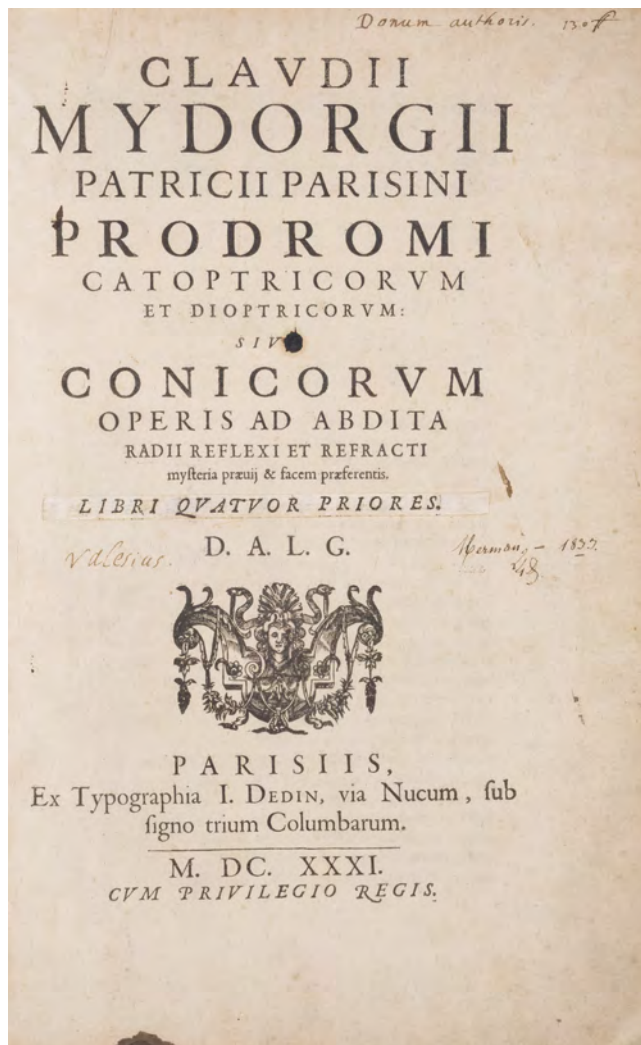 Donum authoris.
CLAVDII
MYDORGII
PATRICII PARISINI
PRODROMI
CATOPTRICORVM
ET DIOPTRICORVM:
SIV
CONICORVM
OPERIS AD ABDITA
RADII REFLEXI ET REFRACTI
myſteria præuij & facem præferentis.
LIBRI QVATVOR PRIORES.
D. A. L. G.
Valesius.
1833.
PARISIIS,
Ex Typographia I. DEDIN, via Nucum, ſub
ſigno trium Columbarum.
M. DC. XXXI.
CVM PRIVILEGIO REGIS.